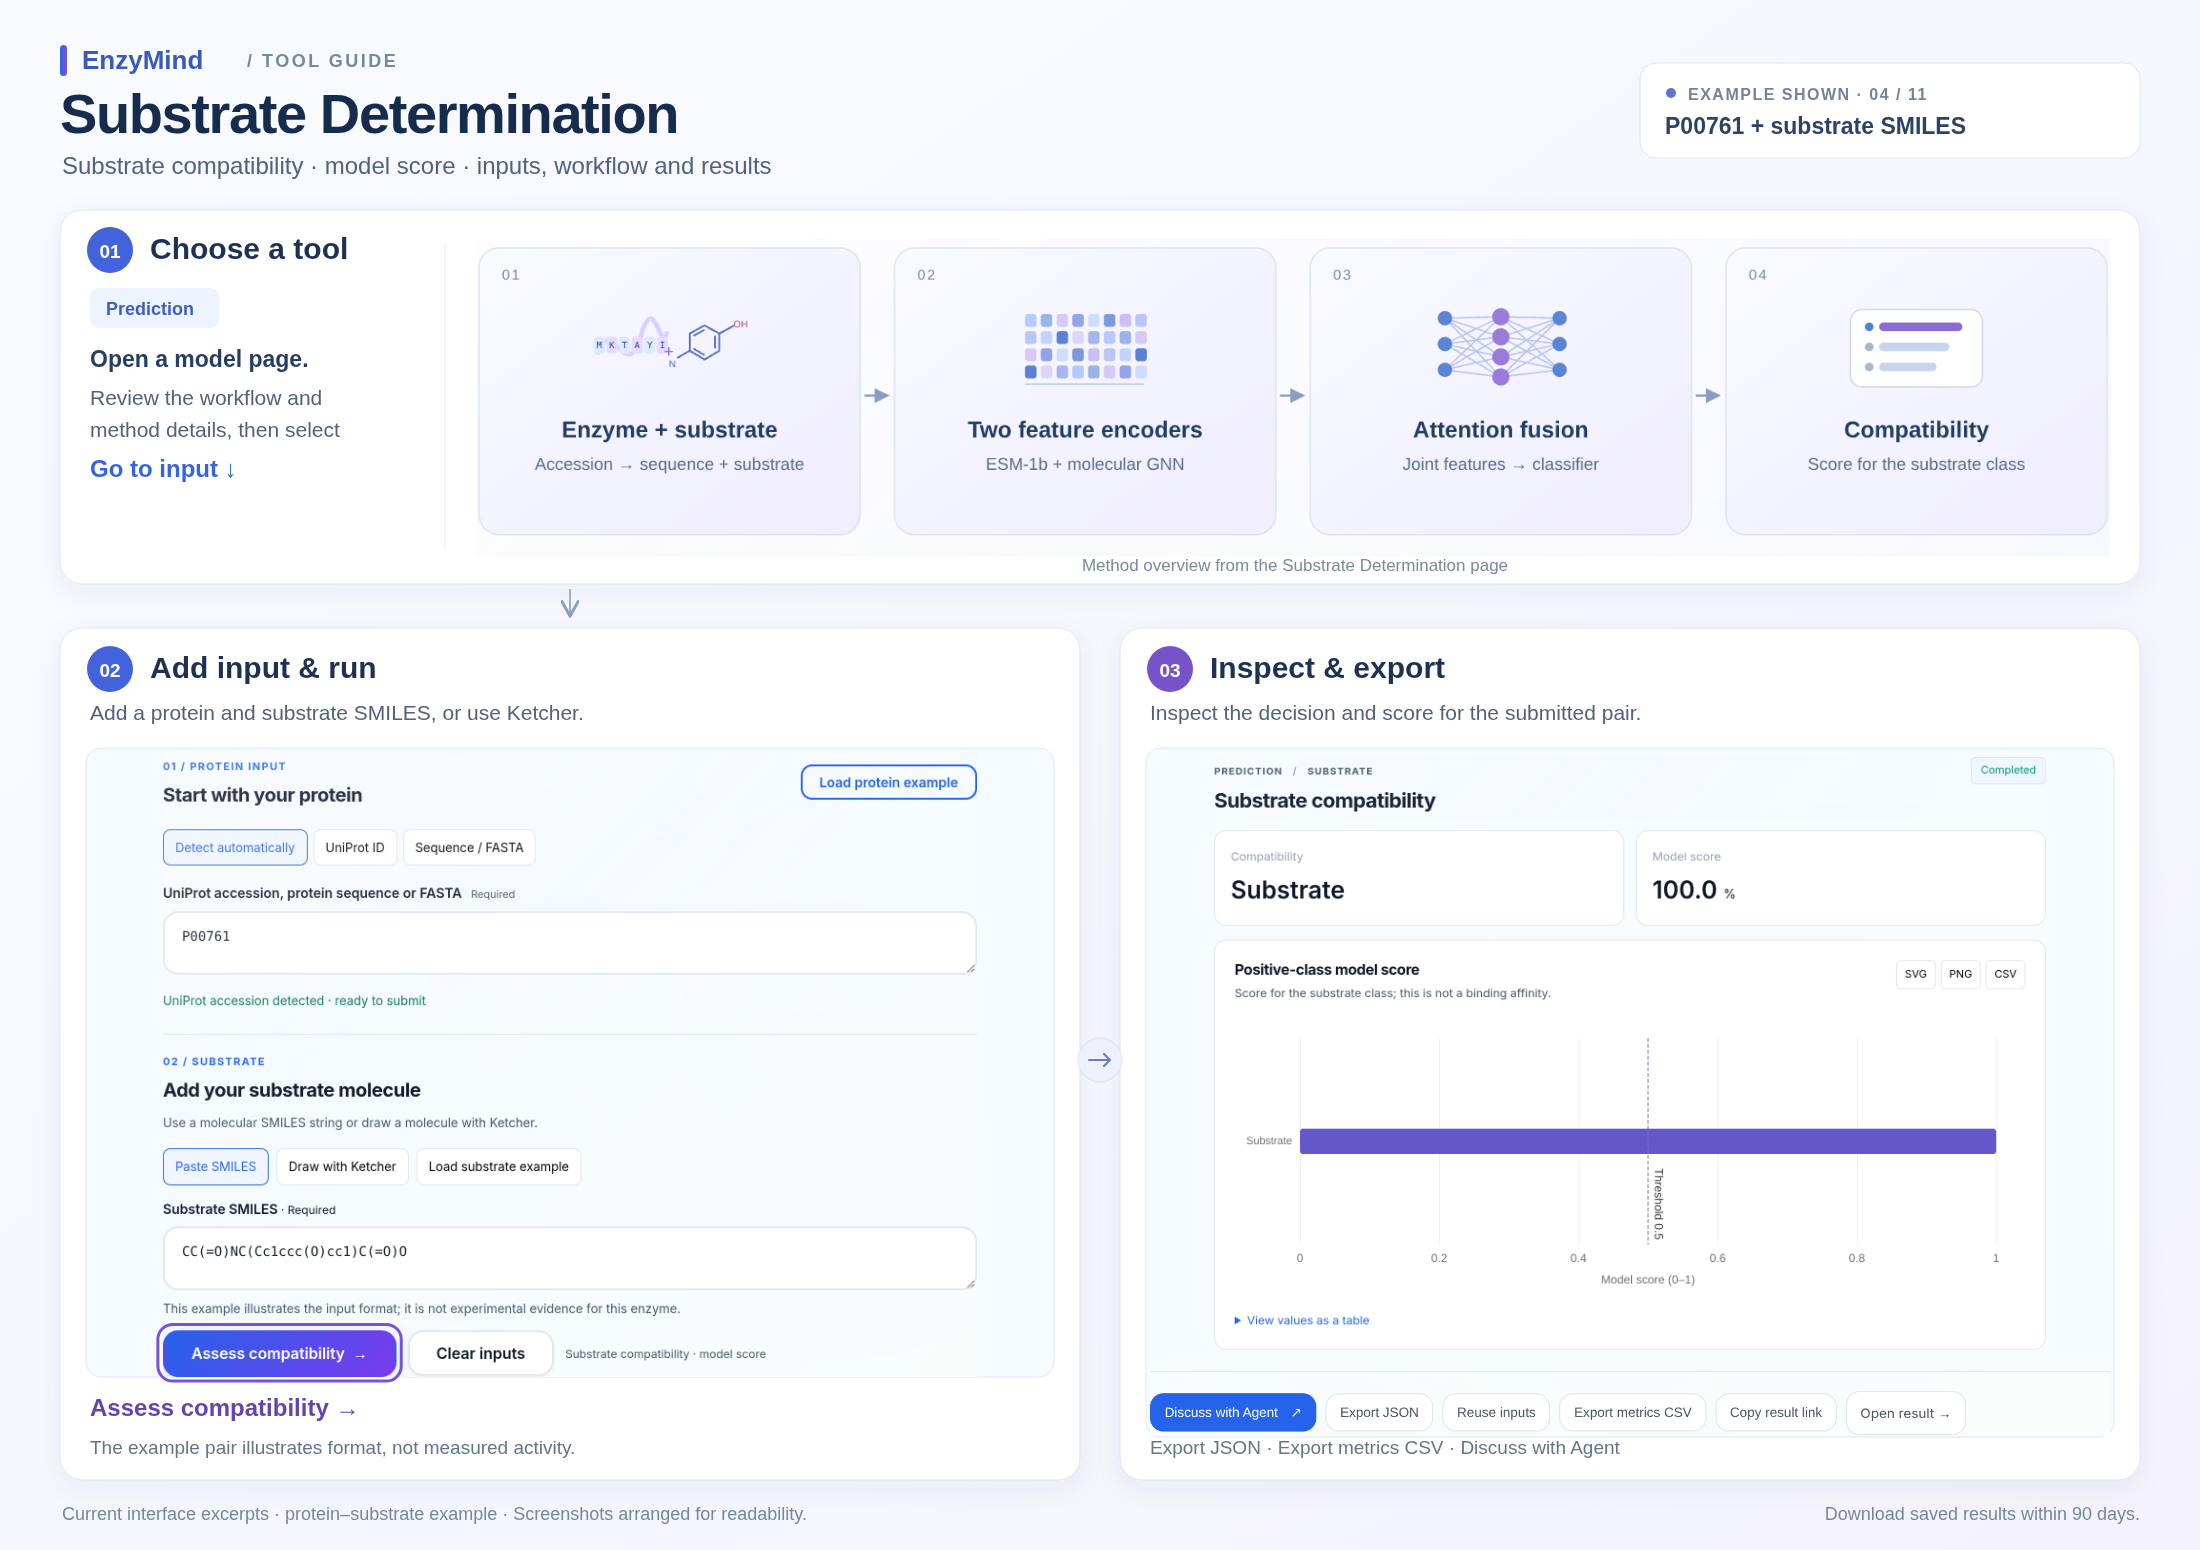 EnzyMind / TOOL GUIDE
Substrate Determination
Substrate compatibility · model score · inputs, workflow and results
EXAMPLE SHOWN · 04 / 11
P00761 + substrate SMILES
01 Choose a tool
Prediction
Open a model page.
Review the workflow and
method details, then select
Go to input ↓
01
M K T A Y I + N OH
Enzyme + substrate
Accession → sequence + substrate
02
Two feature encoders
ESM-1b + molecular GNN
03
Attention fusion
Joint features → classifier
04
Compatibility
Score for the substrate class
Method overview from the Substrate Determination page
02 Add input & run
Add a protein and substrate SMILES, or use Ketcher.
01 / PROTEIN INPUT
Start with your protein
Load protein example
Detect automatically UniProt ID Sequence / FASTA
UniProt accession, protein sequence or FASTA Required
P00761
UniProt accession detected · ready to submit
02 / SUBSTRATE
Add your substrate molecule
Use a molecular SMILES string or draw a molecule with Ketcher.
Paste SMILES Draw with Ketcher Load substrate example
Substrate SMILES · Required
CC(=O)NC(Cc1ccc(O)cc1)C(=O)O
This example illustrates the input format; it is not experimental evidence for this enzyme.
Assess compatibility → Clear inputs Substrate compatibility · model score
Assess compatibility →
The example pair illustrates format, not measured activity.
03 Inspect & export
Inspect the decision and score for the submitted pair.
PREDICTION / SUBSTRATE
Completed
Substrate compatibility
Compatibility
Substrate
Model score
100.0 %
Positive-class model score
Score for the substrate class; this is not a binding affinity.
SVG PNG CSV
Substrate
Threshold 0.5
0 0.2 0.4 0.6 0.8 1
Model score (0–1)
▶ View values as a table
Discuss with Agent ↗ Export JSON Reuse inputs Export metrics CSV Copy result link Open result →
Export JSON · Export metrics CSV · Discuss with Agent
Current interface excerpts · protein–substrate example · Screenshots arranged for readability.
Download saved results within 90 days.